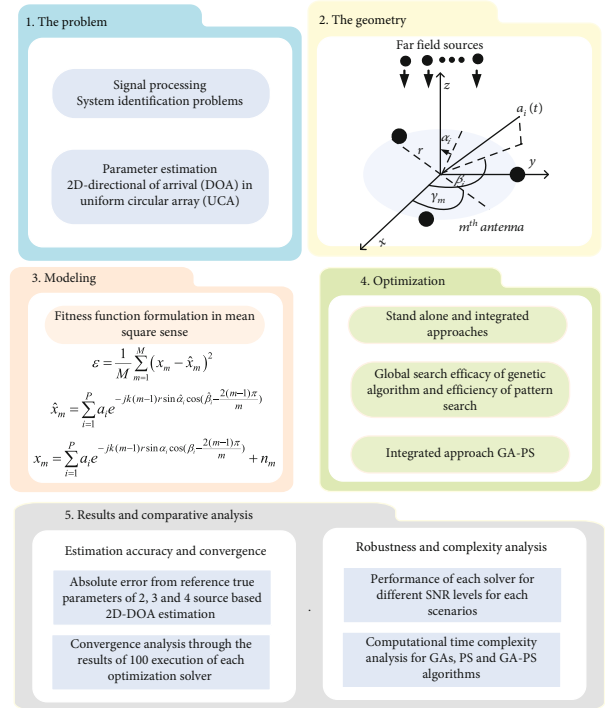 1. The problem
Signal processing
System identification problems
Parameter estimation
2D-directional of arrival (DOA) in
uniform circular array (UCA)
2. The geometry
Far field sources
z
a_i (t)
α_i
r
y
β_i
γ_m
m^th antenna
x
3. Modeling
Fitness function formulation in mean
square sense
ε = 1/M ∑_{m=1}^{M} (x_m − x̂_m)^2
x̂_m = ∑_{i=1}^{P} a_i e^{−jk(m−1)r sin α̂_i cos(β̂_i − 2(m−1)π/m)}
x_m = ∑_{i=1}^{P} a_i e^{−jk(m−1)r sin α_i cos(β_i − 2(m−1)π/m)} + n_m
4. Optimization
Stand alone and integrated
approaches
Global search efficacy of genetic
algorithm and efficiency of pattern
search
Integrated approach GA-PS
5. Results and comparative analysis
Estimation accuracy and convergence
Absolute error from reference true
parameters of 2, 3 and 4 source based
2D-DOA estimation
Convergence analysis through the
results of 100 execution of each
optimization solver
Robustness and complexity analysis
Performance of each solver for
different SNR levels for each
scenarios
Computational time complexity
analysis for GAs, PS and GA-PS
algorithms